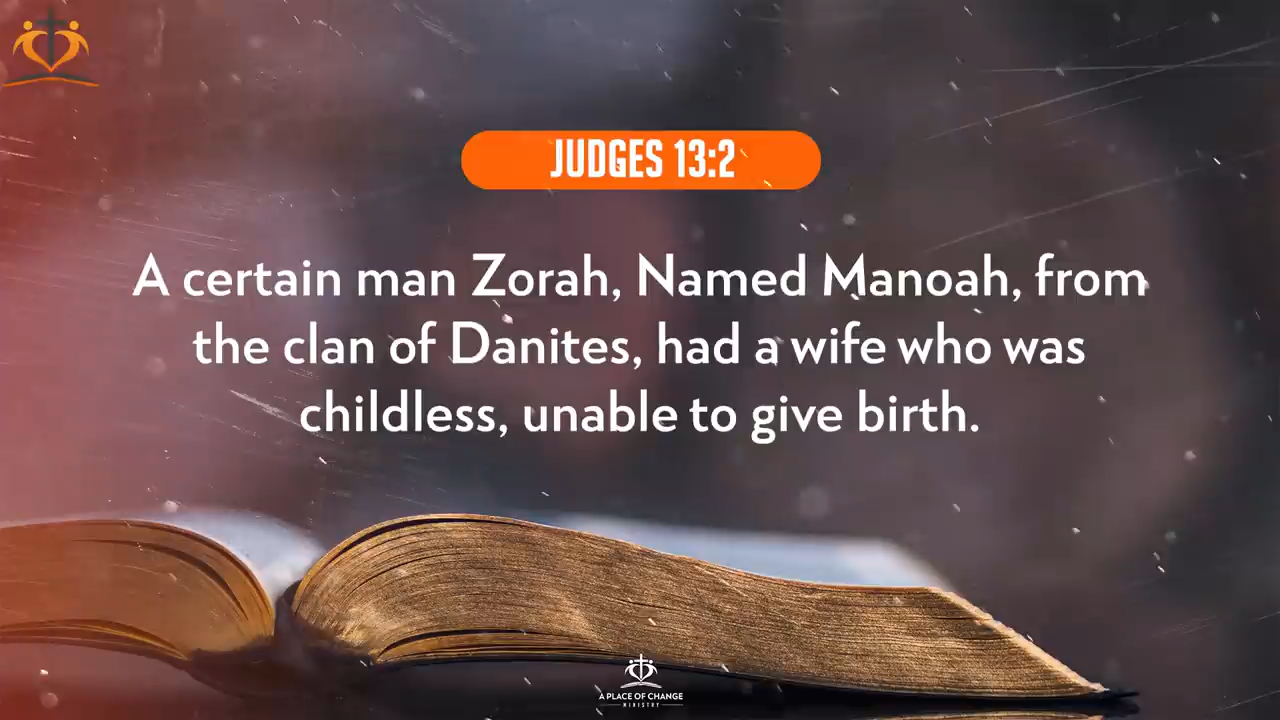 JUDGES 13:2
A certain man Zorah, Named Manoah, from
the clan of Danites, had a wife who was
childless, unable to give birth.
A PLACE OF CHANGE
MINISTRY